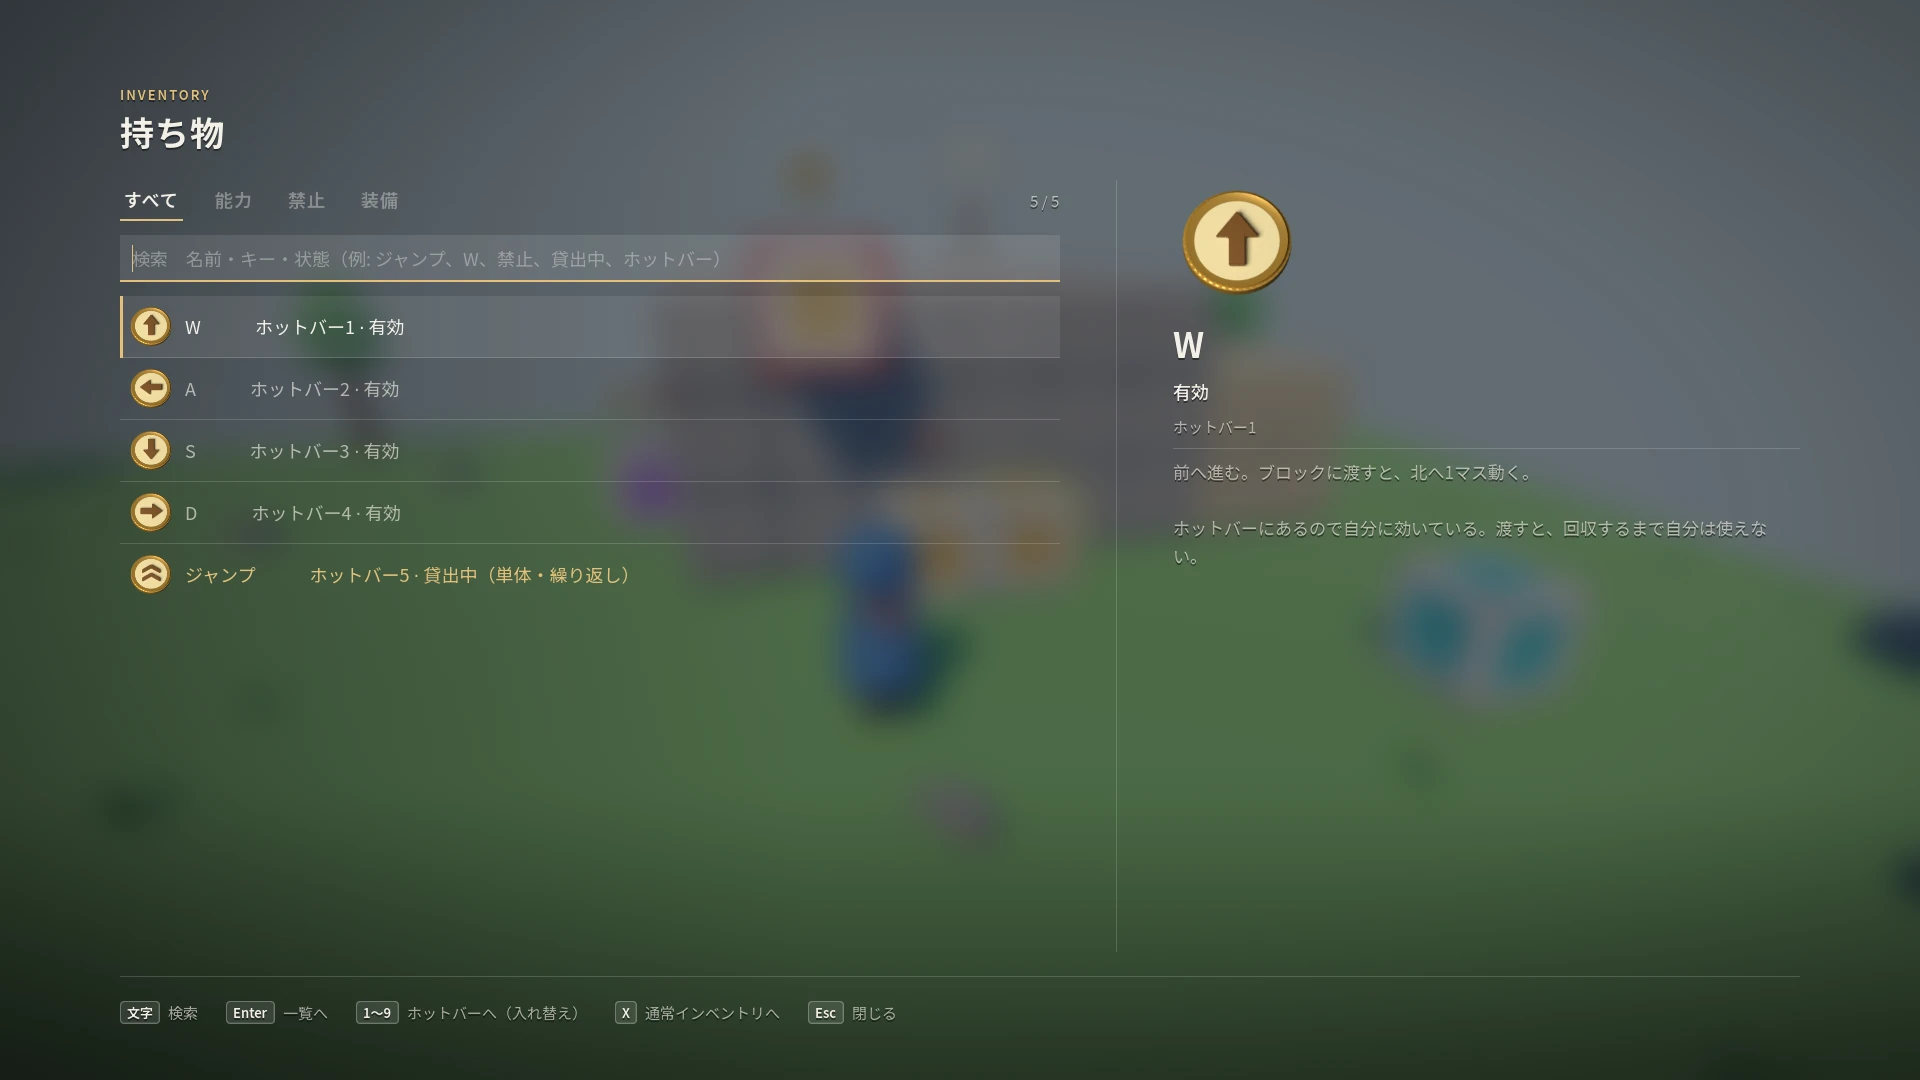 INVENTORY
持ち物
すべて 能力 禁止 装備 5 / 5
検索 名前・キー・状態（例: ジャンプ、W、禁止、貸出中、ホットバー）
W ホットバー1 · 有効
A ホットバー2 · 有効
S ホットバー3 · 有効
D ホットバー4 · 有効
ジャンプ ホットバー5 · 貸出中（単体・繰り返し）
W
有効
ホットバー1
前へ進む。ブロックに渡すと、北へ1マス動く。
ホットバーにあるので自分に効いている。渡すと、回収するまで自分は使えな
い。
文字 検索 Enter 一覧へ 1〜9 ホットバーへ（入れ替え） X 通常インベントリへ Esc 閉じる